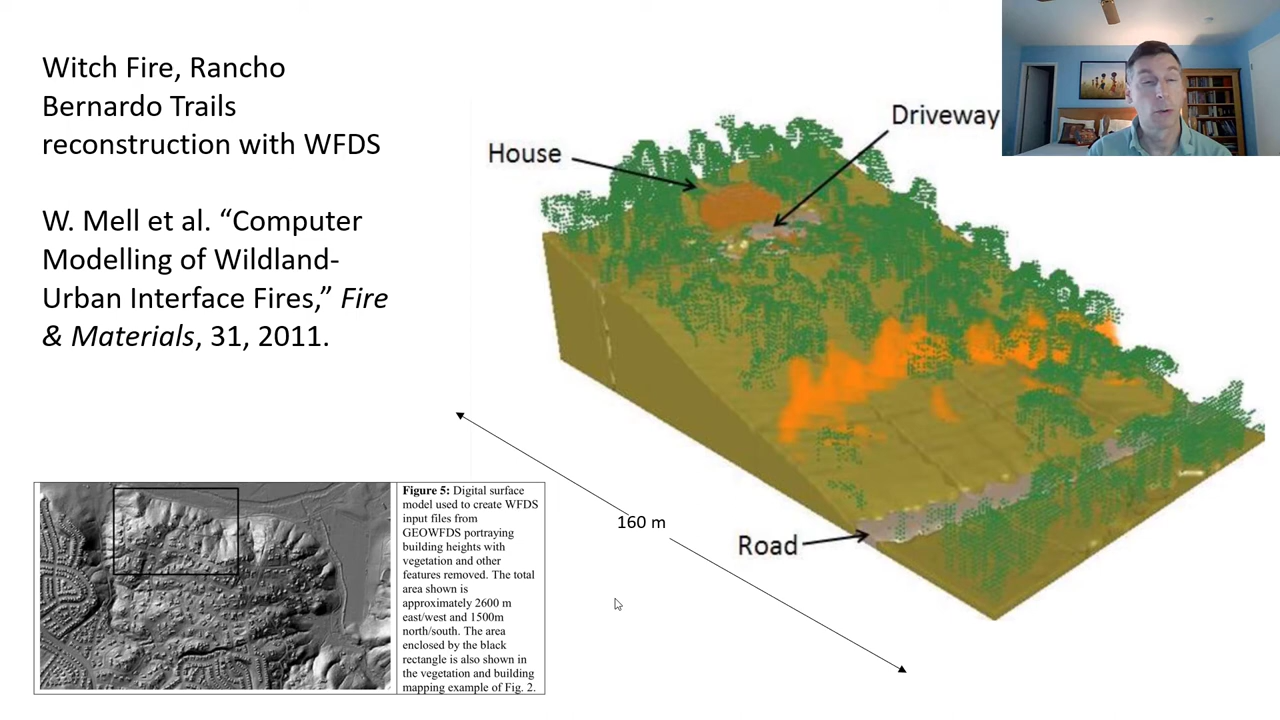 Witch Fire, Rancho
Bernardo Trails
reconstruction with WFDS
W. Mell et al. “Computer
Modelling of Wildland-
Urban Interface Fires,” Fire
& Materials, 31, 2011.
House
Driveway
160 m
Road
Figure 5: Digital surface
model used to create WFDS
input files from
GEOWFDS portraying
building heights with
vegetation and other
features removed. The total
area shown is
approximately 2600 m
east/west and 1500m
north/south. The area
enclosed by the black
rectangle is also shown in
the vegetation and building
mapping example of Fig. 2.